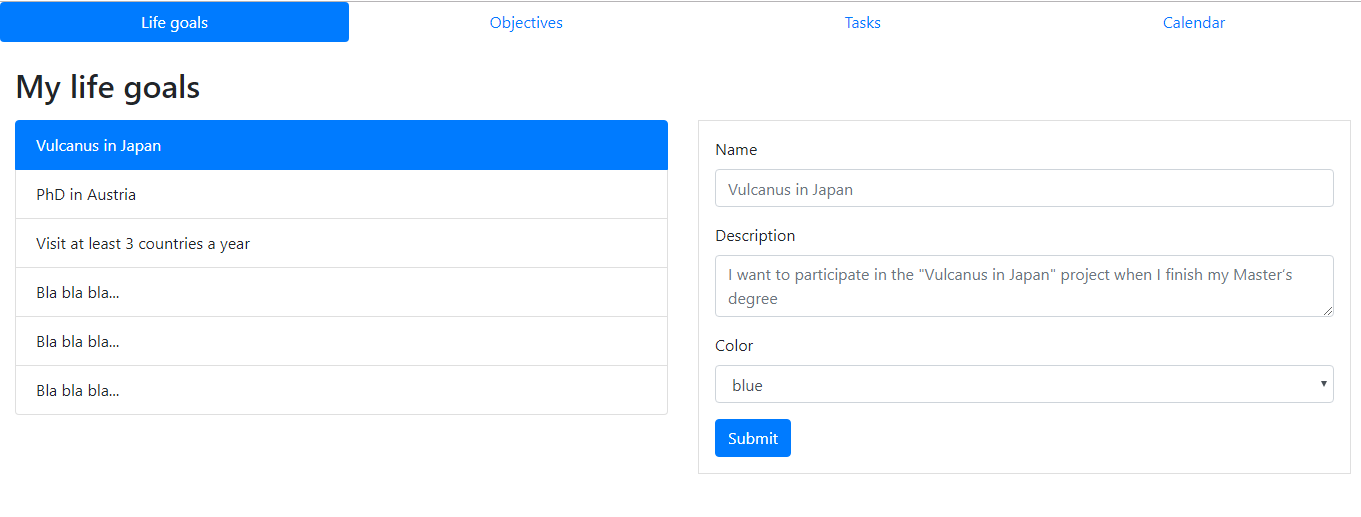 Life goals Objectives Tasks Calendar
My life goals
Vulcanus in Japan
PhD in Austria
Visit at least 3 countries a year
Bla bla bla...
Bla bla bla...
Bla bla bla...
Name
Vulcanus in Japan
Description
I want to participate in the "Vulcanus in Japan" project when I finish my Master's
degree
Color
blue
Submit